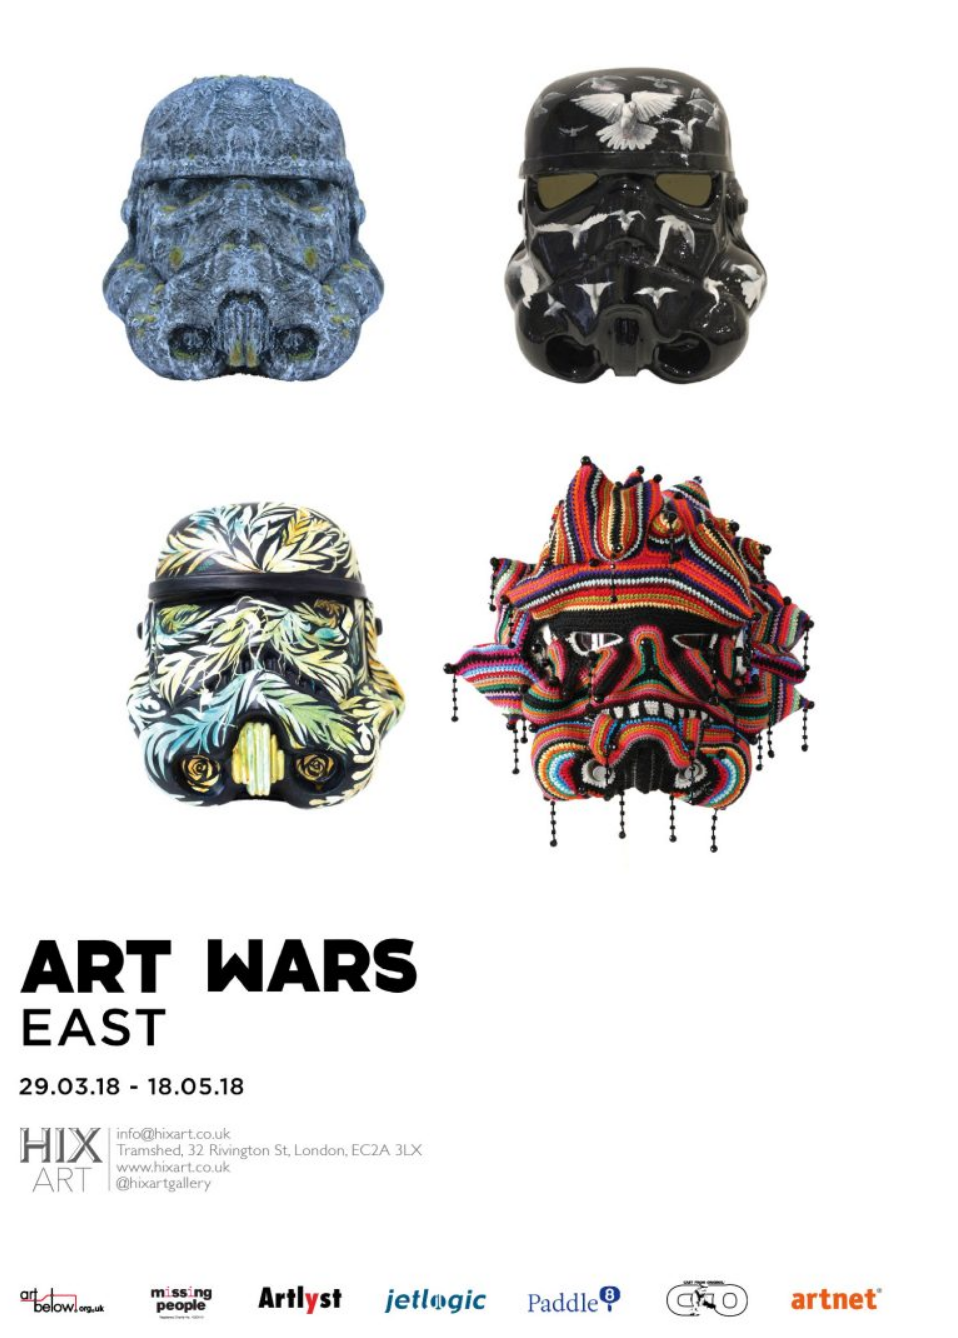 ART WARS
EAST
29.03.18 - 18.05.18
HIX
ART
info@hixart.co.uk
Tramshed, 32 Rivington St, London, EC2A 3LX
www.hixart.co.uk
@hixartgallery
art
below.org.uk
missing
people
Artlyst
jetlogic
Paddle8
CFO
artnet